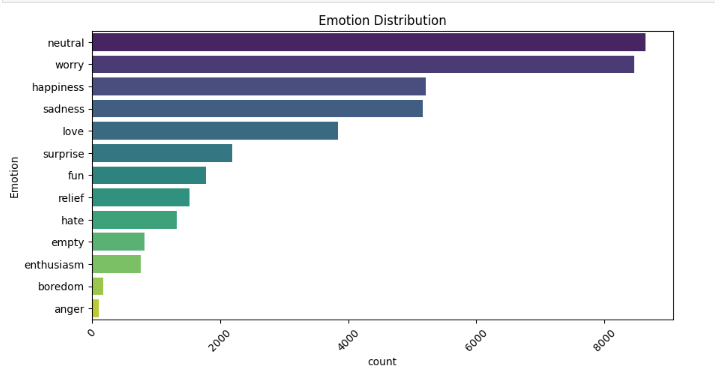 Emotion Distribution
neutral
worry
happiness
sadness
love
surprise
fun
relief
hate
empty
enthusiasm
boredom
anger
Emotion
0
2000
4000
6000
8000
count